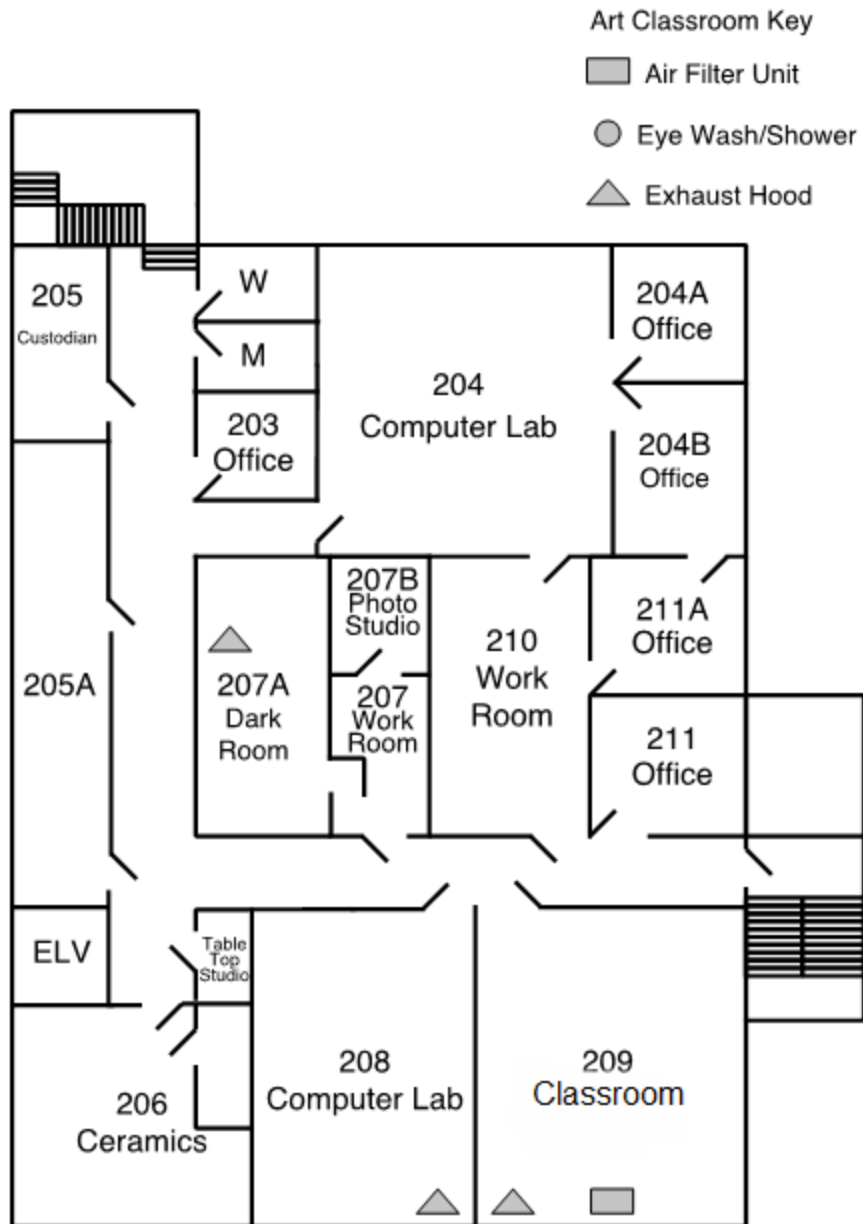 Art Classroom Key
Air Filter Unit
Eye Wash/Shower
Exhaust Hood
205
Custodian
W
M
203
Office
204
Computer Lab
204A
Office
204B
Office
207B
Photo
Studio
207A
Dark
Room
207
Work
Room
210
Work
Room
211A
Office
211
Office
205A
ELV
Table
Top
Studio
206
Ceramics
208
Computer Lab
209
Classroom